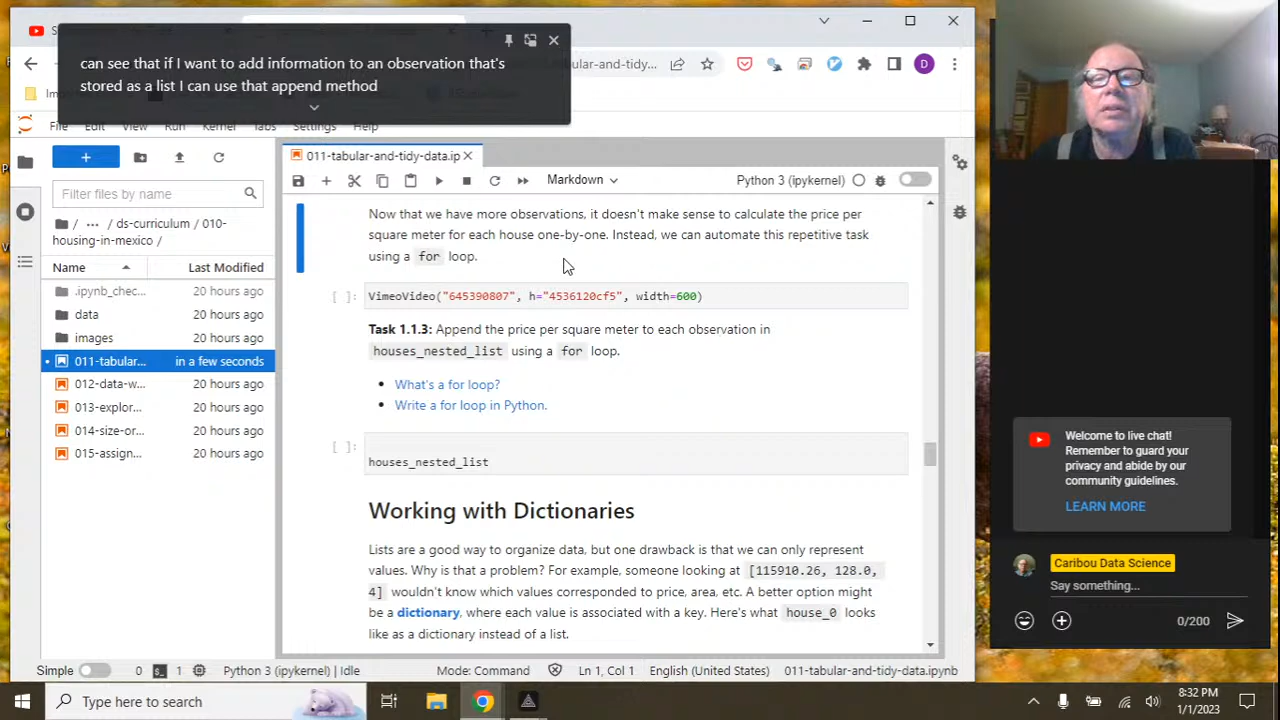 can see that if I want to add information to an observation that's
stored as a list I can use that append method
bular-and-tidy-data...
D
File Edit View Run Kernel Tabs Settings Help
011-tabular-and-tidy-data.ip
Filter files by name
/ ... / ds-curriculum / 010-
housing-in-mexico /
Name Last Modified
.ipynb_chec... 20 hours ago
data 20 hours ago
images 20 hours ago
011-tabular... in a few seconds
012-data-w... 20 hours ago
013-explor... 20 hours ago
014-size-or... 20 hours ago
015-assign... 20 hours ago
Markdown
Python 3 (ipykernel)
Now that we have more observations, it doesn't make sense to calculate the price per
square meter for each house one-by-one. Instead, we can automate this repetitive task
using a for loop.
[ ]: VimeoVideo("645390807", h="4536120cf5", width=600)
Task 1.1.3: Append the price per square meter to each observation in
houses_nested_list using a for loop.
• What's a for loop?
• Write a for loop in Python.
[ ]:
houses_nested_list
Working with Dictionaries
Lists are a good way to organize data, but one drawback is that we can only represent
values. Why is that a problem? For example, someone looking at [115910.26, 128.0,
4] wouldn't know which values corresponded to price, area, etc. A better option might
be a dictionary, where each value is associated with a key. Here's what house_0 looks
like as a dictionary instead of a list.
Simple 0 1 Python 3 (ipykernel) | Idle Mode: Command Ln 1, Col 1 English (United States) 011-tabular-and-tidy-data.ipynb
Welcome to live chat!
Remember to guard your
privacy and abide by our
community guidelines.
LEARN MORE
Caribou Data Science
Say something...
0/200
Type here to search
8:32 PM
1/1/2023